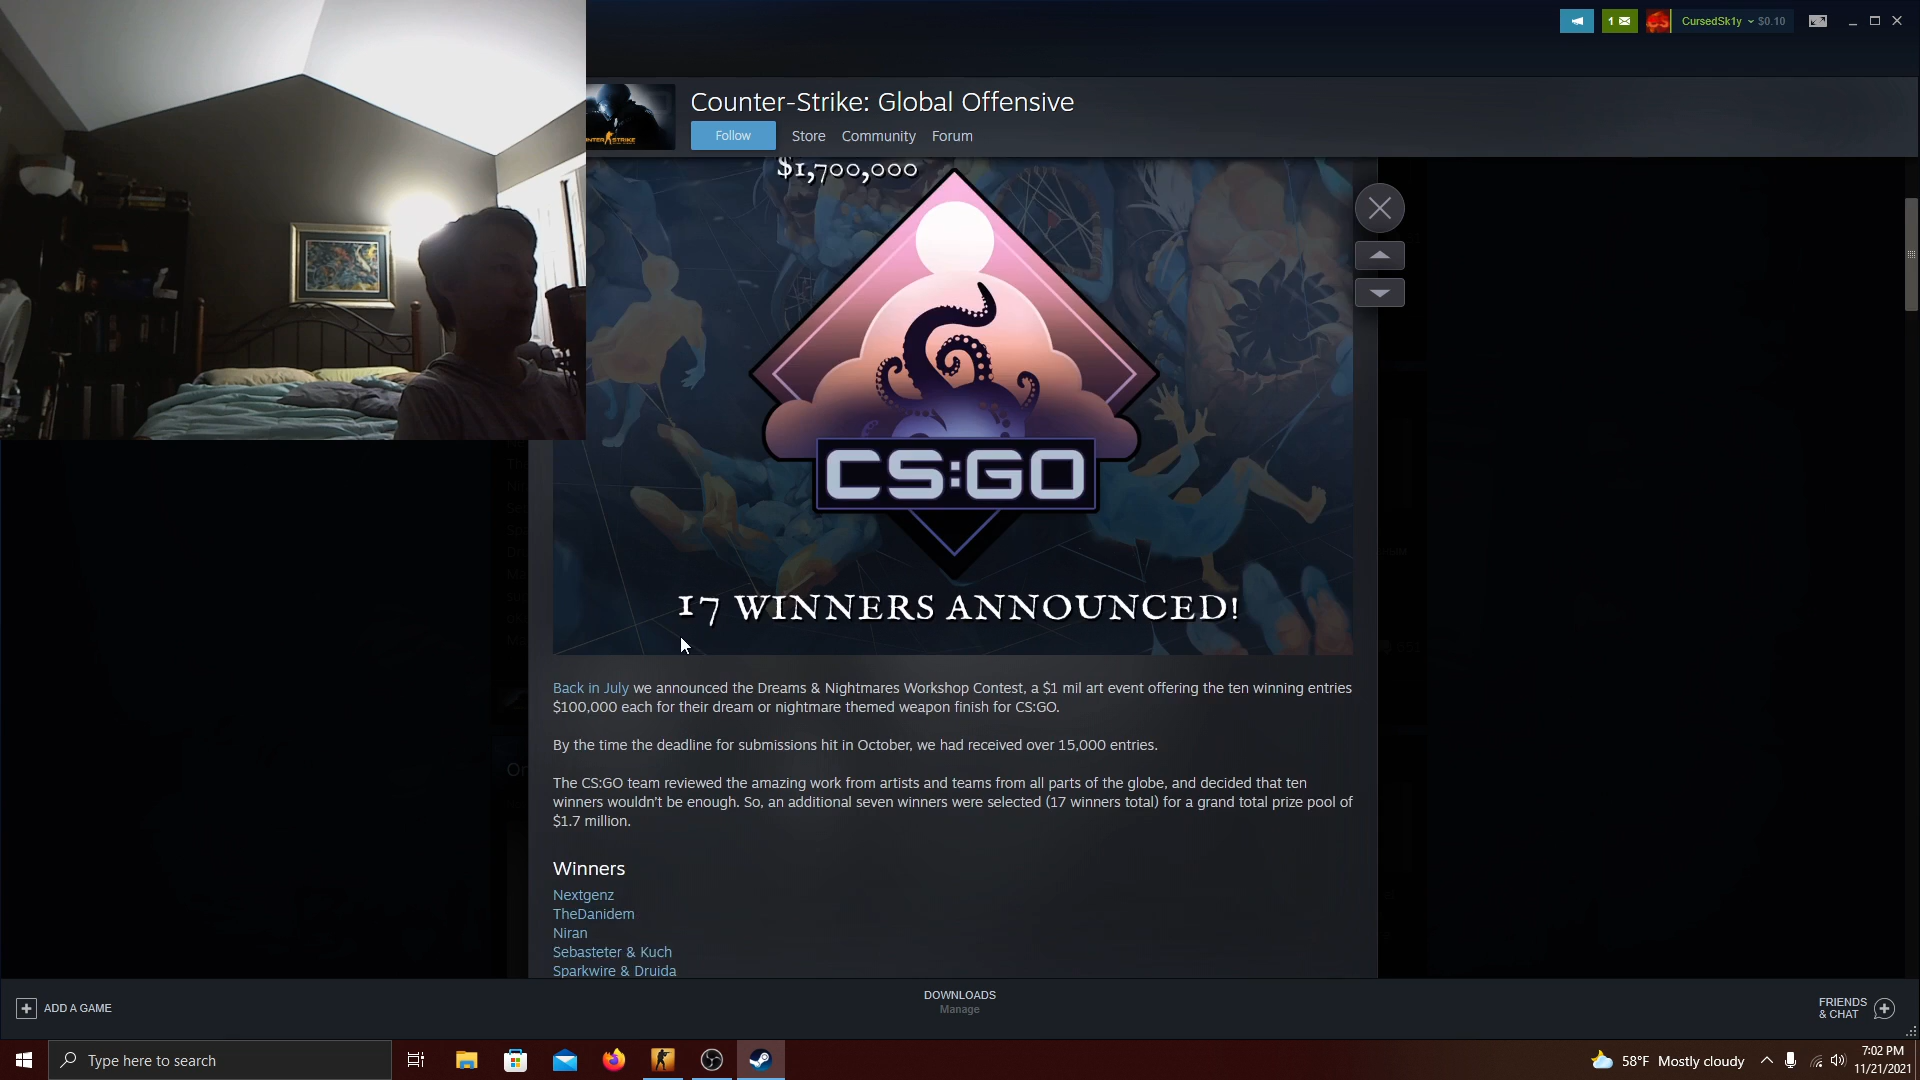 1
CursedSk1y
$0.10
Counter-Strike: Global Offensive
Follow
Store
Community
Forum
$1,700,000
CS:GO
17 WINNERS ANNOUNCED!
Back in July we announced the Dreams & Nightmares Workshop Contest, a $1 mil art event offering the ten winning entries
$100,000 each for their dream or nightmare themed weapon finish for CS:GO.
By the time the deadline for submissions hit in October, we had received over 15,000 entries.
The CS:GO team reviewed the amazing work from artists and teams from all parts of the globe, and decided that ten
winners wouldn't be enough. So, an additional seven winners were selected (17 winners total) for a grand total prize pool of
$1.7 million.
Winners
Nextgenz
TheDanidem
Niran
Sebasteter & Kuch
Sparkwire & Druida
ADD A GAME
DOWNLOADS
Manage
FRIENDS
& CHAT
Type here to search
58°F Mostly cloudy
7:02 PM
11/21/2021